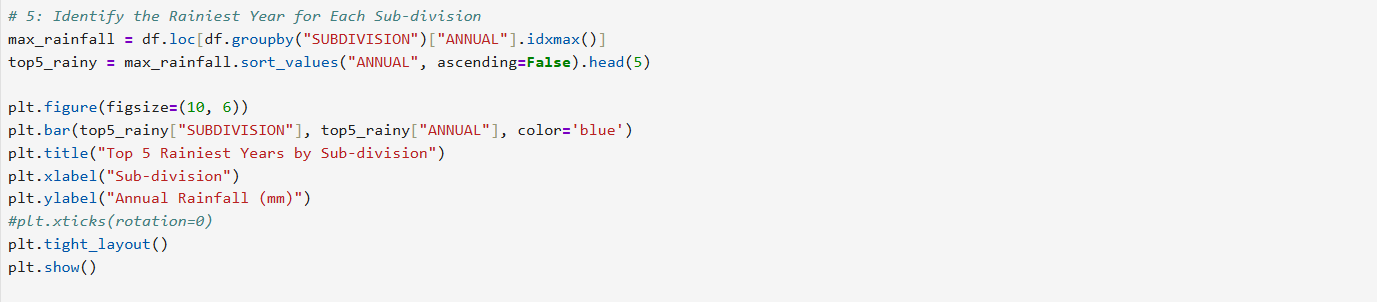 # 5: Identify the Rainiest Year for Each Sub-division
max_rainfall = df.loc[df.groupby("SUBDIVISION")["ANNUAL"].idxmax()]
top5_rainy = max_rainfall.sort_values("ANNUAL", ascending=False).head(5)
plt.figure(figsize=(10, 6))
plt.bar(top5_rainy["SUBDIVISION"], top5_rainy["ANNUAL"], color='blue')
plt.title("Top 5 Rainiest Years by Sub-division")
plt.xlabel("Sub-division")
plt.ylabel("Annual Rainfall (mm)")
#plt.xticks(rotation=0)
plt.tight_layout()
plt.show()